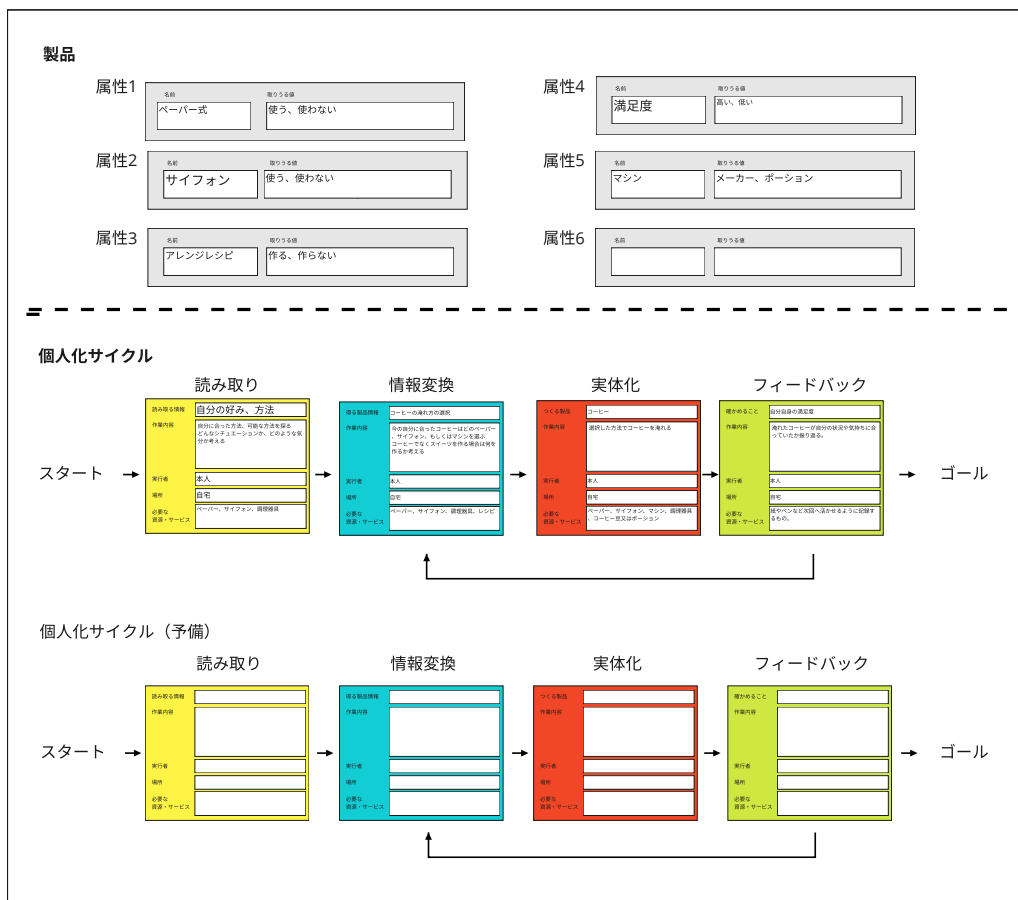 製品
属性1
名前
取りうる値
ペーパー式
使う、使わない
属性4
名前
取りうる値
満足度
高い、低い
属性2
名前
取りうる値
サイフォン
使う、使わない
属性5
名前
取りうる値
マシン
メーカー、ポーション
属性3
名前
取りうる値
アレンジレシピ
作る、作らない
属性6
名前
取りうる値
個人化サイクル
スタート
読み取り
読み取る情報
自分の好み、方法
作業内容
自分に合った方法、可能な方法を探る
どんなシチュエーションか、どのような気
分か考える
実行者
本人
場所
自宅
必要な
資源・サービス
ペーパー、サイフォン、調理器具
情報変換
得る製品情報
コーヒーの淹れ方の選択
作業内容
今の自分に合ったコーヒーはどのペーパー
、サイフォン、もしくはマシンを選ぶ
コーヒーでなくスイーツを作る場合は何を
作るか考える
実行者
本人
場所
自宅
必要な
資源・サービス
ペーパー、サイフォン、調理器具、レシピ
実体化
つくる製品
コーヒー
作業内容
選択した方法でコーヒーを淹れる
実行者
本人
場所
自宅
必要な
資源・サービス
ペーパー、サイフォン、マシン、調理器具
、コーヒー豆又はポーション
フィードバック
確かめること
自分自身の満足度
作業内容
淹れたコーヒーが自分の状況や気持ちに合
っていたか振り返る。
実行者
本人
場所
自宅
必要な
資源・サービス
紙やペンなど次回へ活かせるように記録す
るもの。
ゴール
個人化サイクル（予備）
スタート
読み取り
読み取る情報
作業内容
実行者
場所
必要な
資源・サービス
情報変換
得る製品情報
作業内容
実行者
場所
必要な
資源・サービス
実体化
つくる製品
作業内容
実行者
場所
必要な
資源・サービス
フィードバック
確かめること
作業内容
実行者
場所
必要な
資源・サービス
ゴール